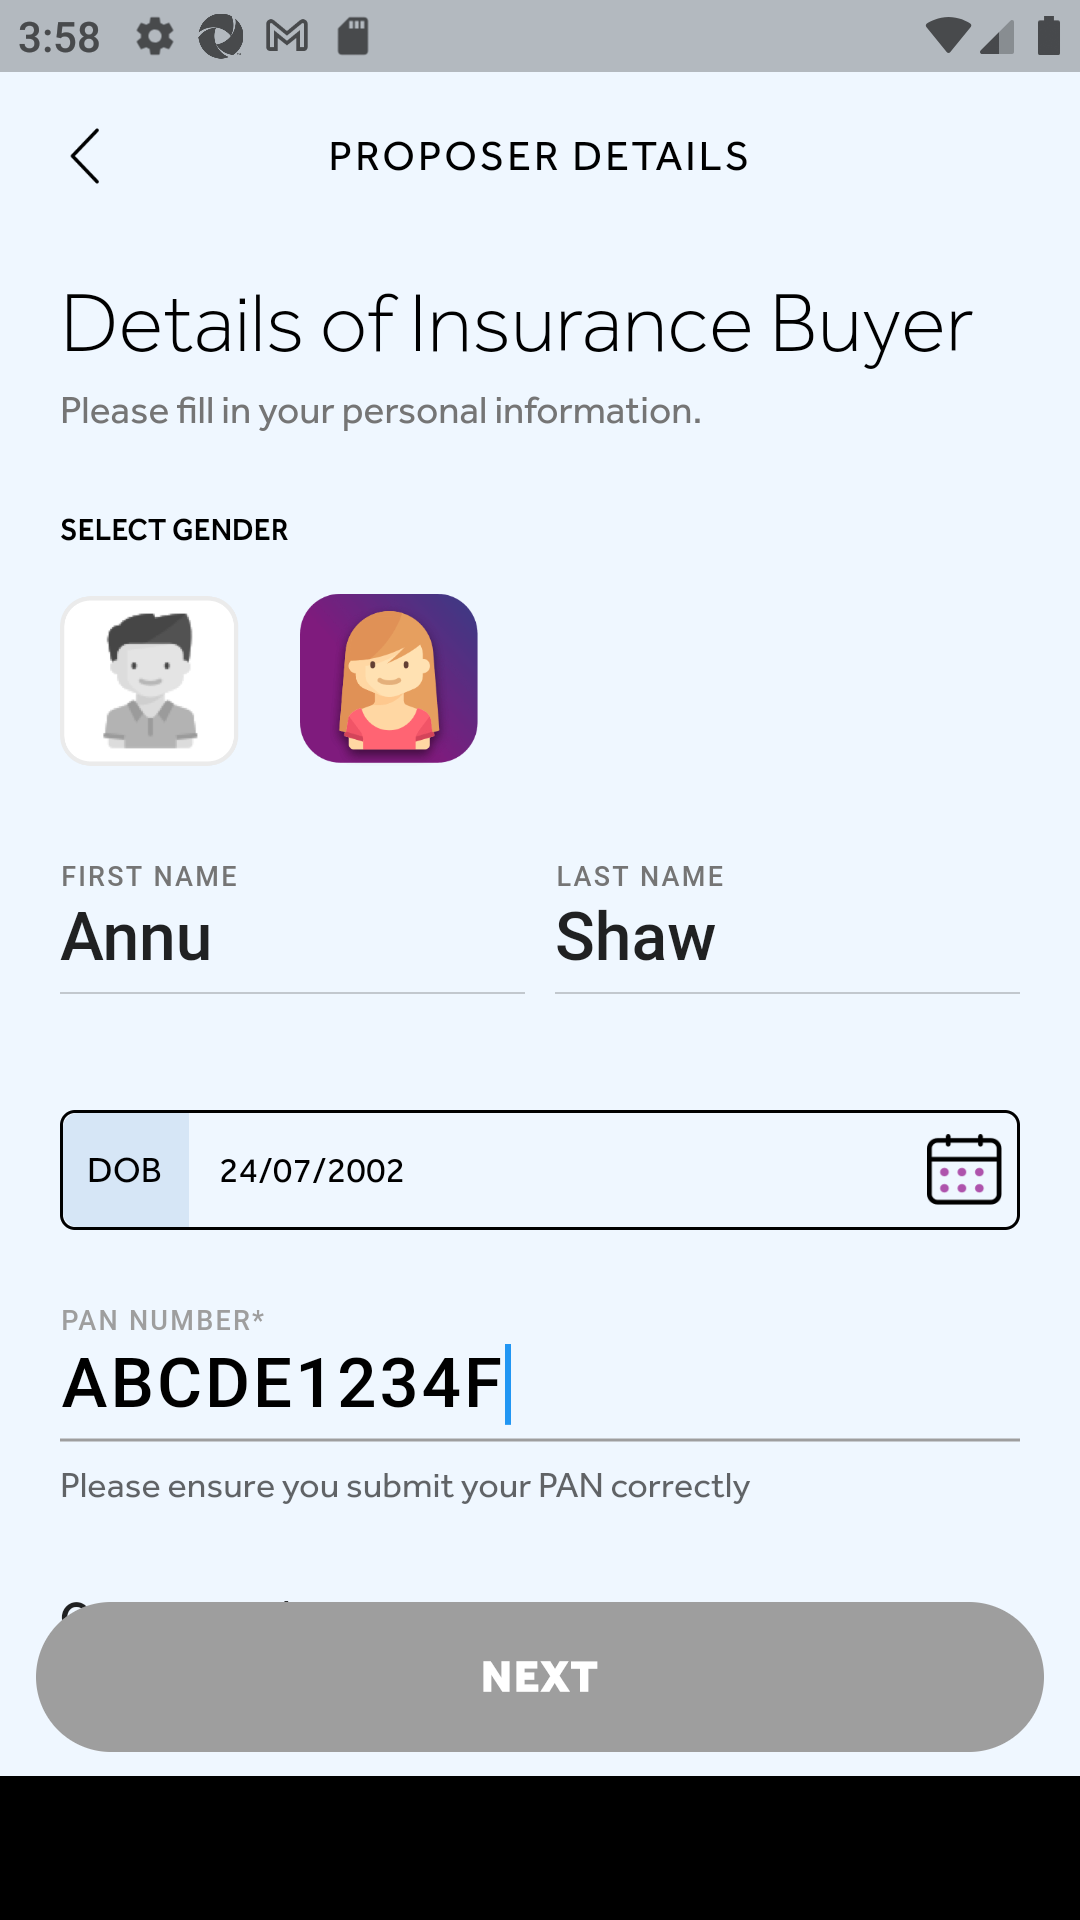 3:58
PROPOSER DETAILS
Details of Insurance Buyer
Please fill in your personal information.
SELECT GENDER
FIRST NAME
LAST NAME
Annu
Shaw
DOB
24/07/2002
PAN NUMBER*
ABCDE1234F
Please ensure you submit your PAN correctly
NEXT